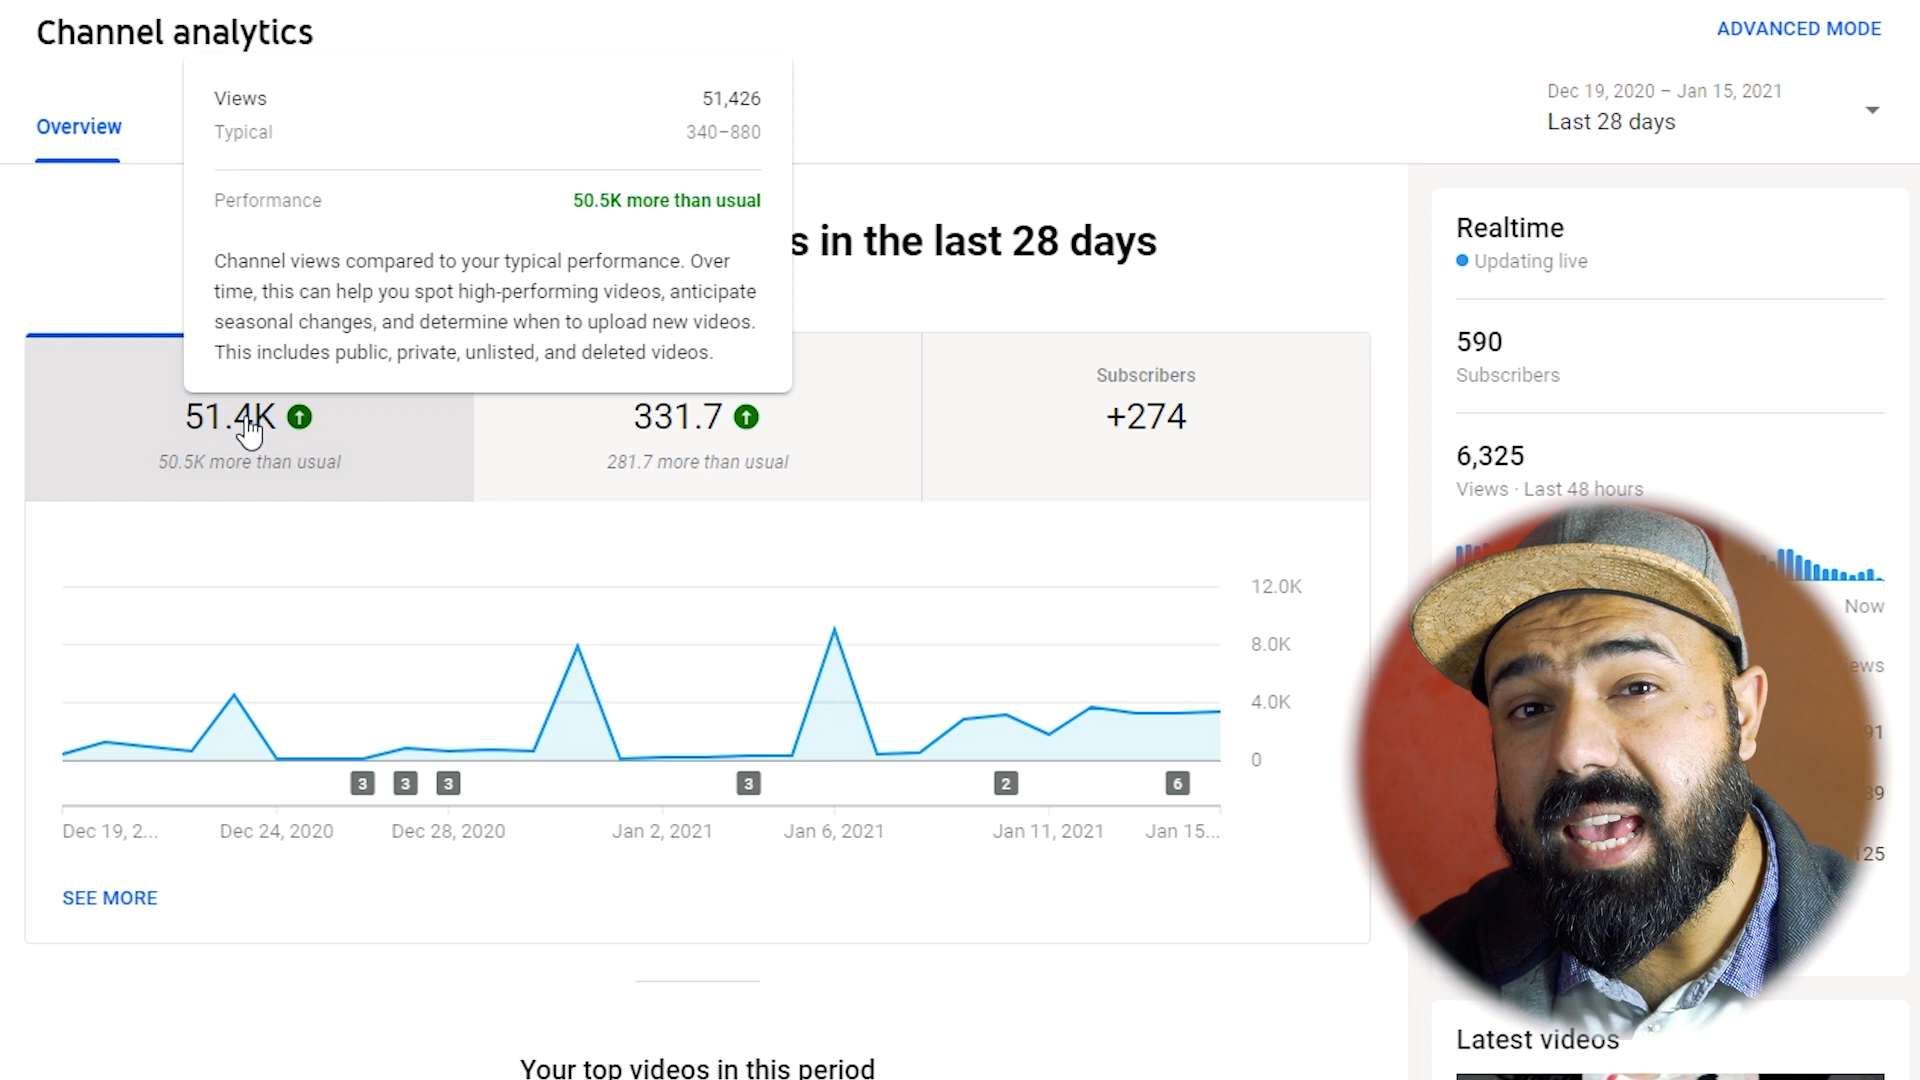 Channel analytics
ADVANCED MODE
Views 51,426
Typical 340–880
Dec 19, 2020 – Jan 15, 2021
Last 28 days
Overview
Performance 50.5K more than usual
s in the last 28 days
Channel views compared to your typical performance. Over
time, this can help you spot high-performing videos, anticipate
seasonal changes, and determine when to upload new videos.
This includes public, private, unlisted, and deleted videos.
Realtime
Updating live
590
Subscribers
Subscribers
51.4K
331.7
+274
50.5K more than usual
281.7 more than usual
6,325
Views · Last 48 hours
Now
12.0K
8.0K
4.0K
0
3 3 3 3 2 6
Dec 19, 2... Dec 24, 2020 Dec 28, 2020 Jan 2, 2021 Jan 6, 2021 Jan 11, 2021 Jan 15...
SEE MORE
Latest videos
Your top videos in this period